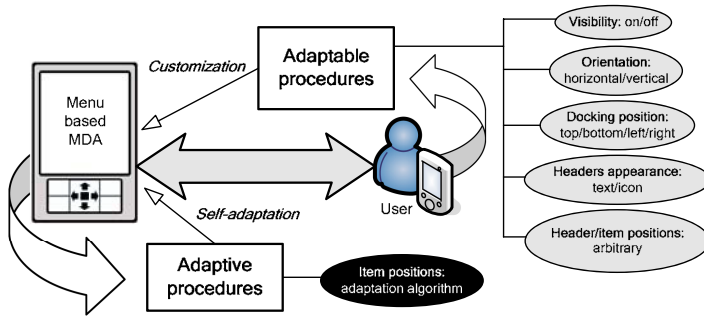 Customization
Adaptable
procedures
Visibility: on/off
Orientation:
horizontal/vertical
Docking position:
top/bottom/left/right
Headers appearance:
text/icon
Header/item positions:
arbitrary
Menu
based
MDA
User
Self-adaptation
Adaptive
procedures
Item positions:
adaptation algorithm